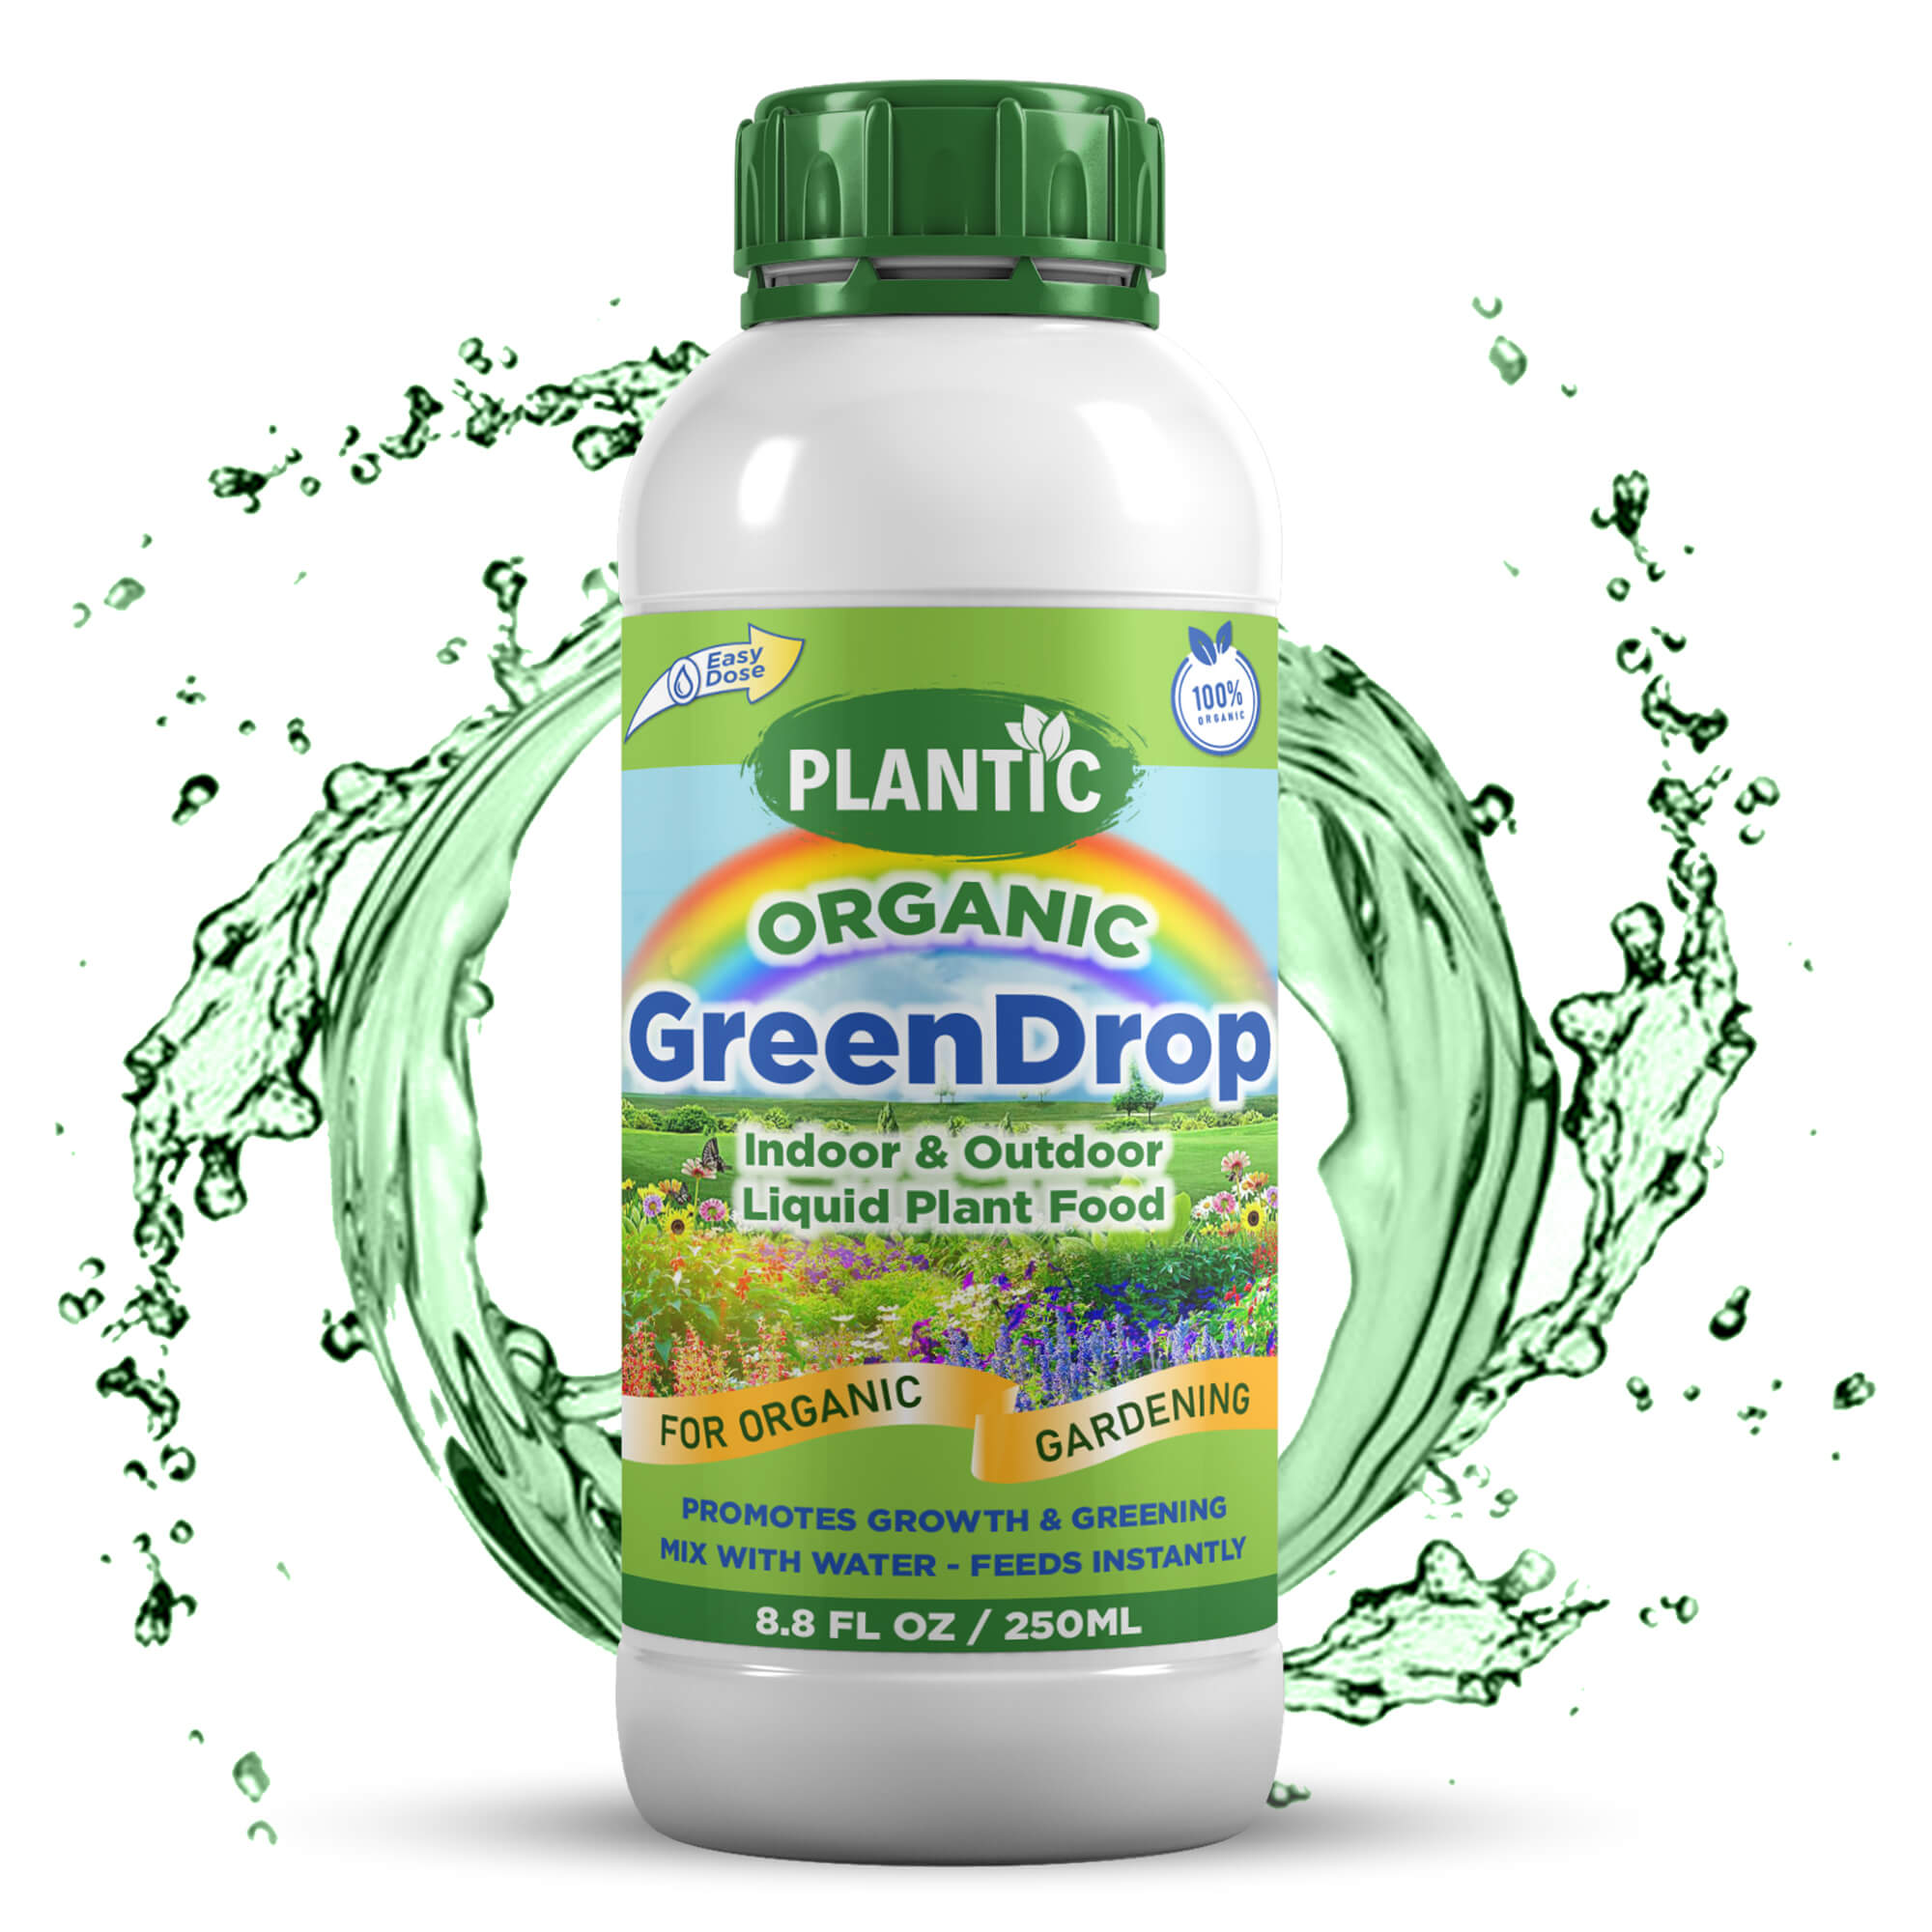 Easy
Dose
100%
ORGANIC
PLANTIC
ORGANIC
GreenDrop
Indoor & Outdoor
Liquid Plant Food
FOR ORGANIC GARDENING
PROMOTES GROWTH & GREENING
MIX WITH WATER - FEEDS INSTANTLY
8.8 FL OZ / 250ML